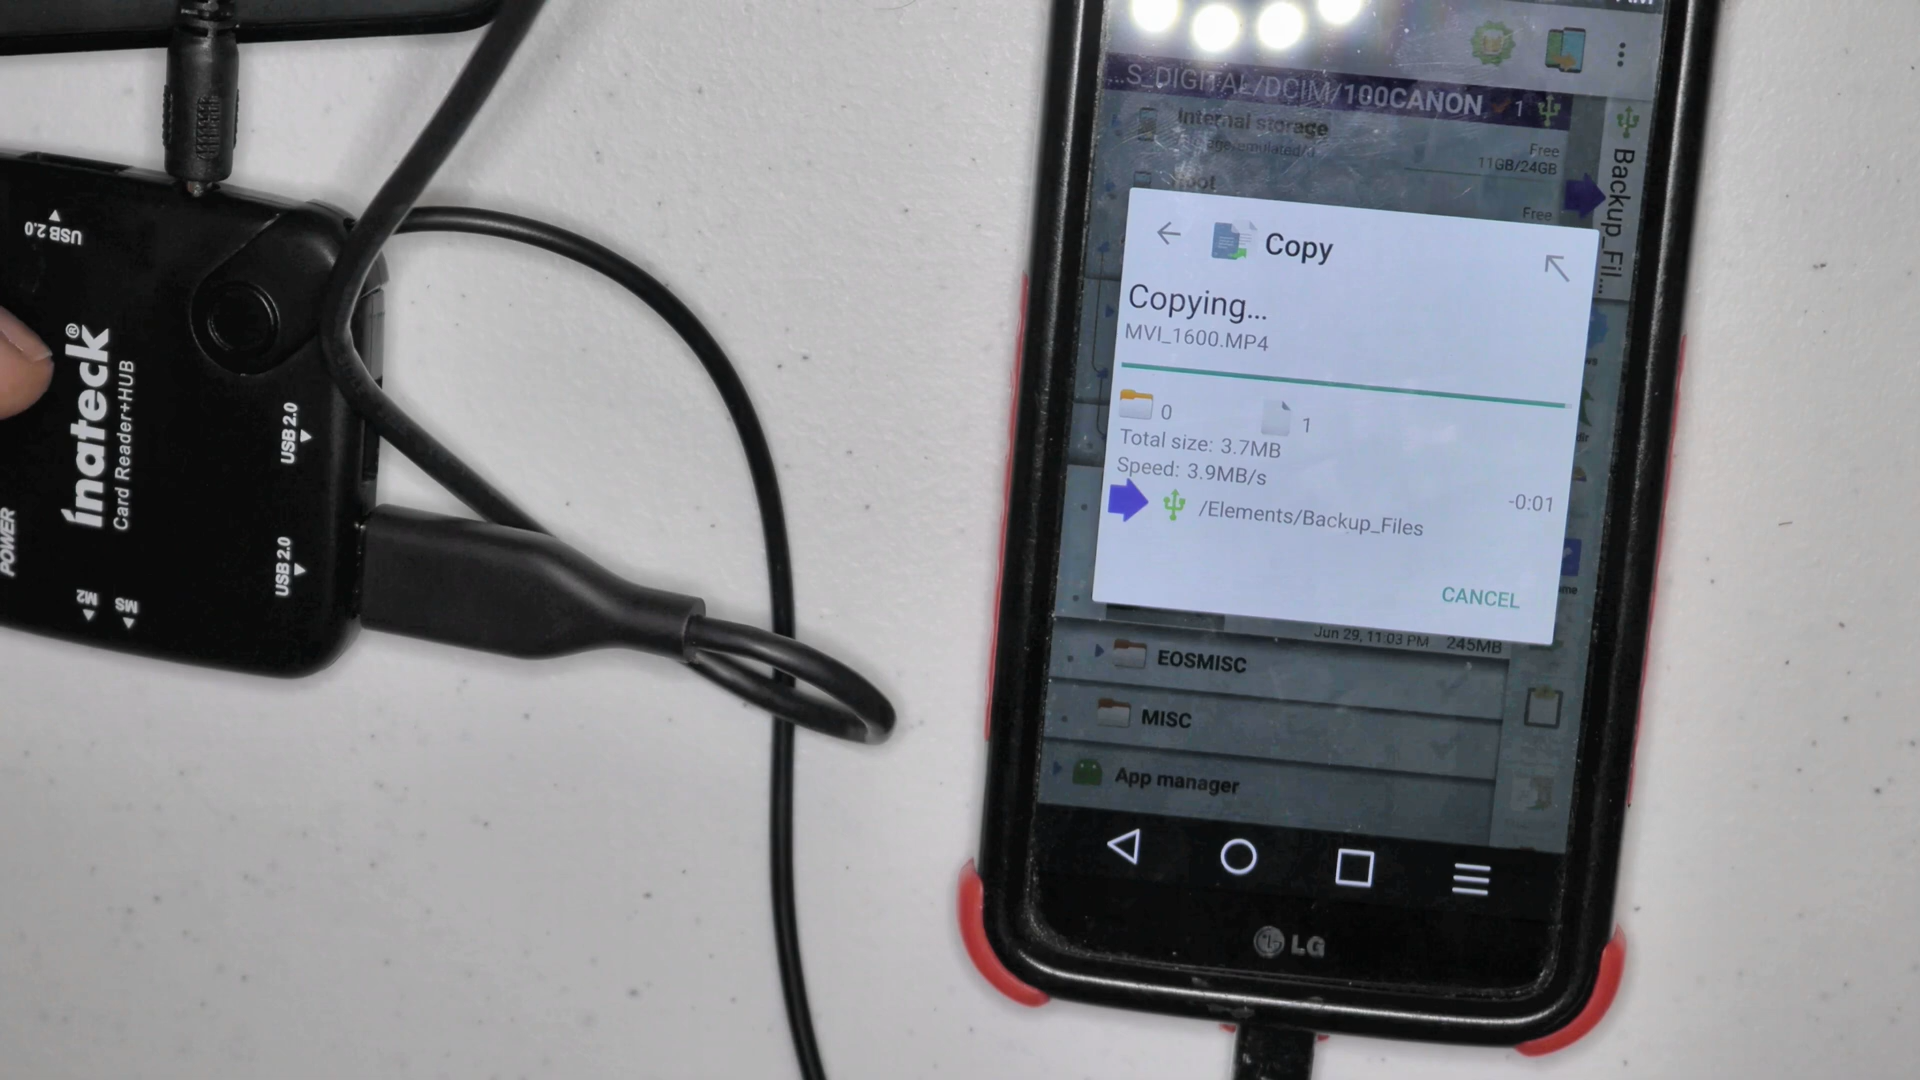 USB 2.0
ínateck®
Card Reader+HUB
USB 2.0
USB 2.0
POWER
M2
MS
...S_DIGITAL/DCIM/100CANON 1
Internal storage
Free
11GB/24GB
Free
Backup_Fil...
Copy
Copying...
MVI_1600.MP4
0
1
Total size: 3.7MB
Speed: 3.9MB/s
-0:01
/Elements/Backup_Files
CANCEL
Jun 29, 11:03 PM 245MB
EOSMISC
MISC
App manager
LG